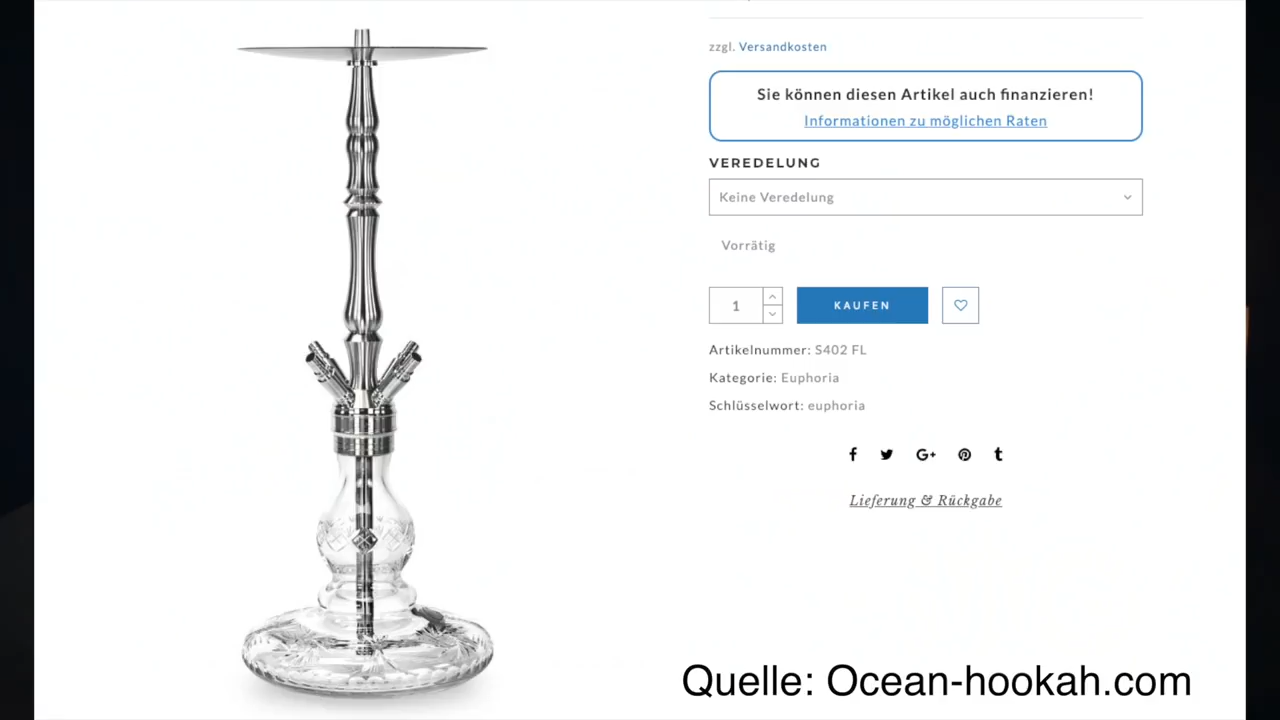 zzgl. Versandkosten
Sie können diesen Artikel auch finanzieren!
Informationen zu möglichen Raten
VEREDELUNG
Keine Veredelung
Vorrätig
1
KAUFEN
Artikelnummer: S402 FL
Kategorie: Euphoria
Schlüsselwort: euphoria
Lieferung & Rückgabe
Quelle: Ocean-hookah.com